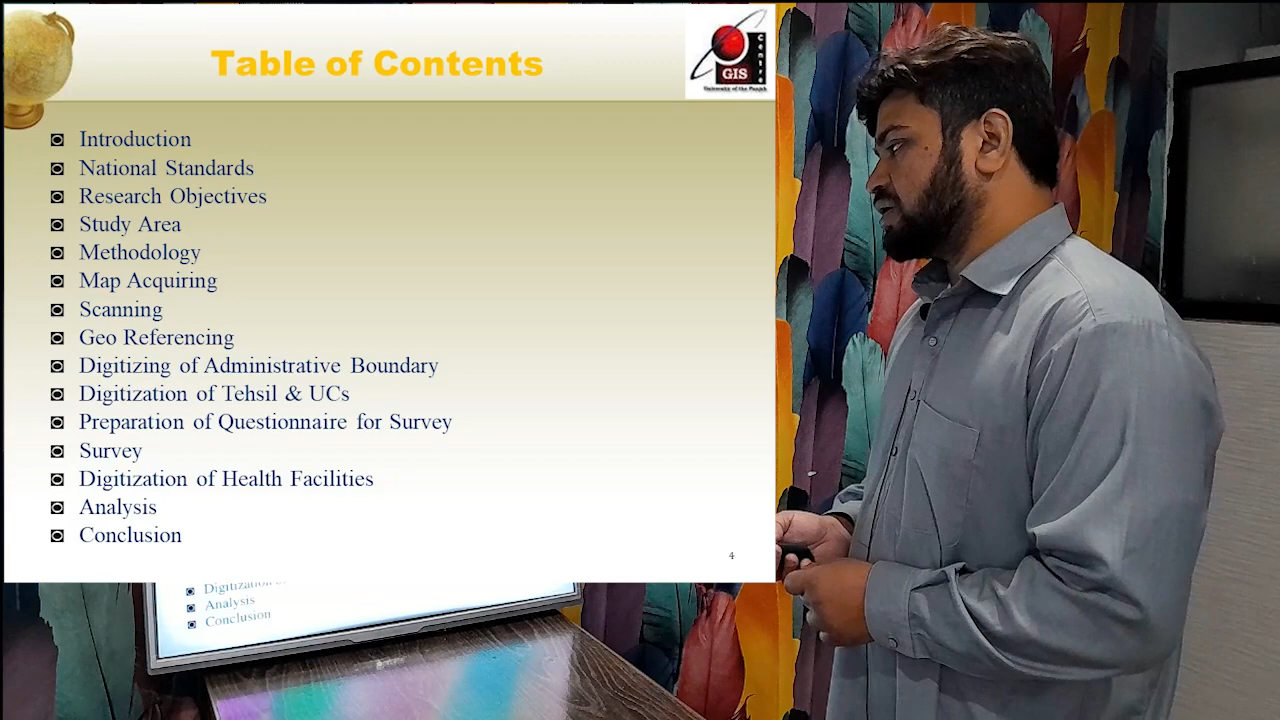 Table of Contents
GIS
Centre
University of the Punjab
Introduction
National Standards
Research Objectives
Study Area
Methodology
Map Acquiring
Scanning
Geo Referencing
Digitizing of Administrative Boundary
Digitization of Tehsil & UCs
Preparation of Questionnaire for Survey
Survey
Digitization of Health Facilities
Analysis
Conclusion
4
Digitization
Analysis
Conclusion